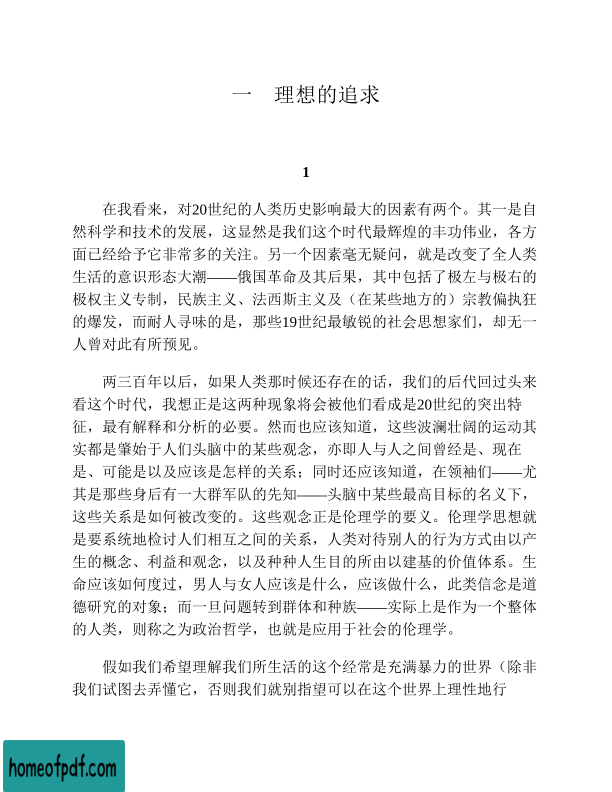 一　理想的追求
1
在我看来，对20世纪的人类历史影响最大的因素有两个。其一是自
然科学和技术的发展，这显然是我们这个时代最辉煌的丰功伟业，各方
面已经给予它非常多的关注。另一个因素毫无疑问，就是改变了全人类
生活的意识形态大潮——俄国革命及其后果，其中包括了极左与极右的
极权主义专制，民族主义、法西斯主义及（在某些地方的）宗教偏执狂
的爆发，而耐人寻味的是，那些19世纪最敏锐的社会思想家们，却无一
人曾对此有所预见。
两三百年以后，如果人类那时候还存在的话，我们的后代回过头来
看这个时代，我想正是这两种现象将会被他们看成是20世纪的突出特
征，最有解释和分析的必要。然而也应该知道，这些波澜壮阔的运动其
实都是肇始于人们头脑中的某些观念，亦即人与人之间曾经是、现在
是、可能是以及应该是怎样的关系；同时还应该知道，在领袖们——尤
其是那些身后有一大群军队的先知——头脑中某些最高目标的名义下，
这些关系是如何被改变的。这些观念正是伦理学的要义。伦理学思想就
是要系统地检讨人们相互之间的关系，人类对待别人的行为方式由以产
生的概念、利益和观念，以及种种人生目的所由以建基的价值体系。生
命应该如何度过，男人与女人应该是什么，应该做什么，此类信念是道
德研究的对象；而一旦问题转到群体和种族——实际上是作为一个整体
的人类，则称之为政治哲学，也就是应用于社会的伦理学。
假如我们希望理解我们所生活的这个经常是充满暴力的世界（除非
我们试图去弄懂它，否则我们就别指望可以在这个世界上理性地行
homeofpdf.com